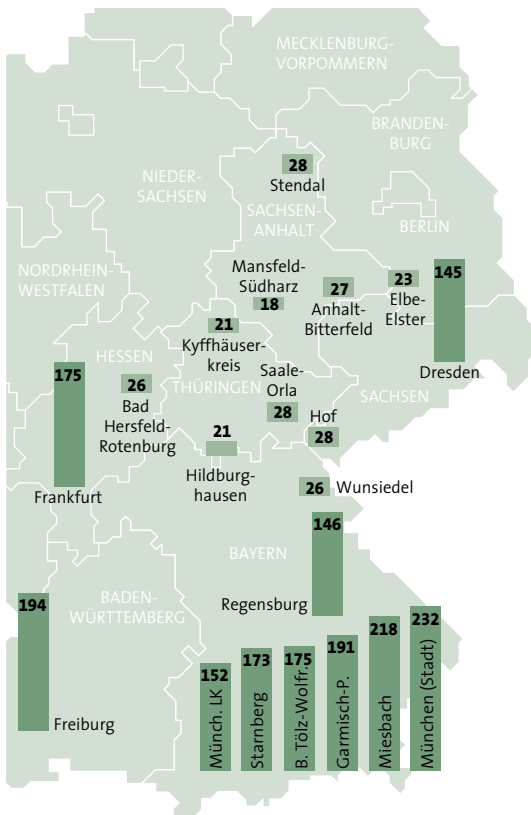 MECKLENBURG-
VORPOMMERN
BRANDEN-
BURG
28
Stendal
NIEDER-
SACHSEN
SACHSEN-
ANHALT
BERLIN
NORDRHEIN-
WESTFALEN
Mansfeld-
Südharz
18
27
Anhalt-
Bitterfeld
23
Elbe-
Elster
145
Dresden
21
Kyffhäuser-
kreis
HESSEN
THÜRINGEN
SACHSEN
175
Frankfurt
26
Bad
Hersfeld-
Rotenburg
Saale-
Orla
28
Hof
28
21
Hildburg-
hausen
26 Wunsiedel
146
Regensburg
BAYERN
BADEN-
WÜRTTEMBERG
194
Freiburg
152
Münch. LK
173
Starnberg
175
B. Tölz-Wolfr.
191
Garmisch-P.
218
Miesbach
232
München (Stadt)